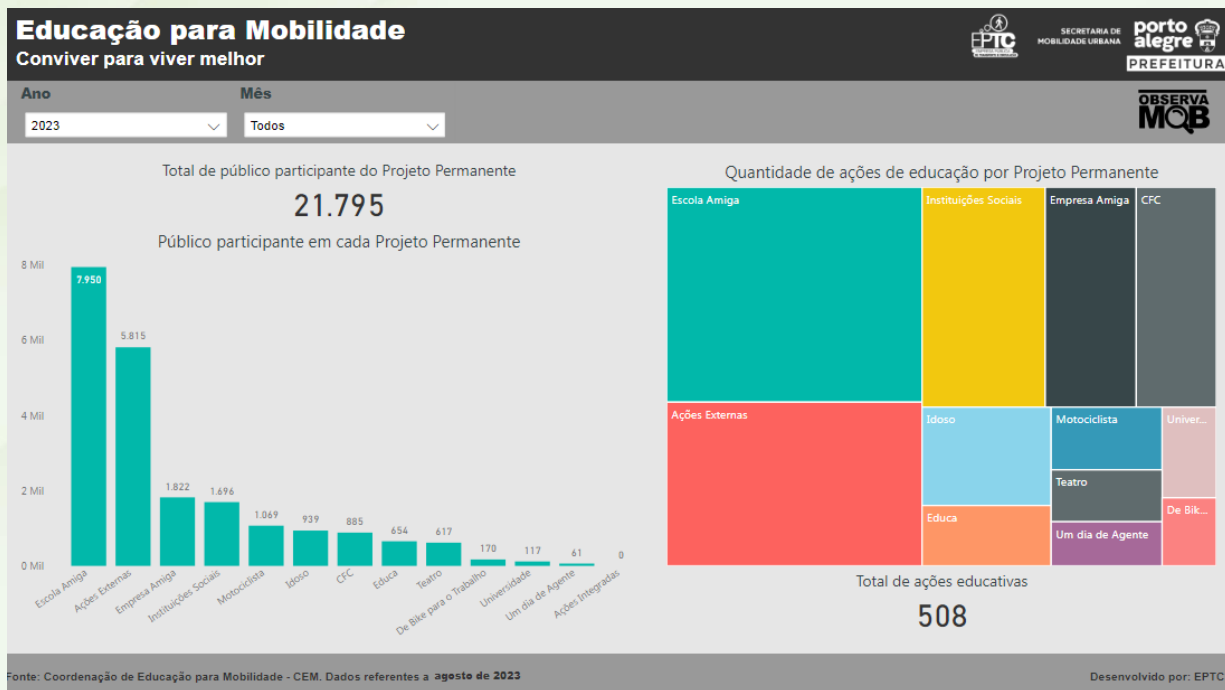 Educação para Mobilidade
Conviver para viver melhor
EPTC
SECRETARIA DE
MOBILIDADE URBANA
porto
alegre
PREFEITURA
Ano
Mês
2023
Todos
OBSERVA
MOB
Total de público participante do Projeto Permanente
21.795
Público participante em cada Projeto Permanente
8 Mil
6 Mil
4 Mil
2 Mil
0 Mil
7.950
5.815
1.822
1.696
1.069
939
885
654
617
170
117
61
0
Escola Amiga
Ações Externas
Empresa Amiga
Instituições Sociais
Motociclista
Idoso
CFC
Educa
Teatro
De Bike para o Trabalho
Universidade
Um dia de Agente
Ações Integradas
Quantidade de ações de educação por Projeto Permanente
Escola Amiga
Instituições Sociais
Empresa Amiga
CFC
Ações Externas
Idoso
Motociclista
Univer...
Teatro
Educa
De Bik...
Um dia de Agente
Total de ações educativas
508
Fonte: Coordenação de Educação para Mobilidade - CEM. Dados referentes a agosto de 2023
Desenvolvido por: EPTC